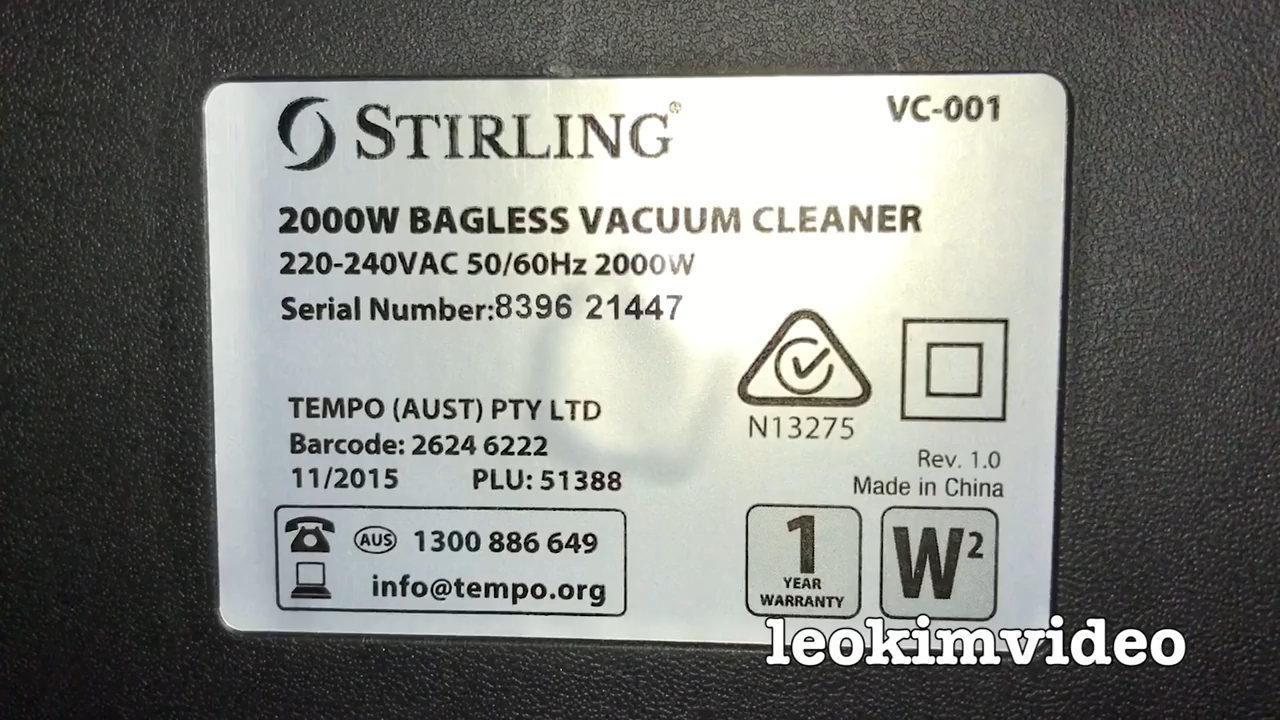 STIRLING®
VC-001
2000W BAGLESS VACUUM CLEANER
220-240VAC 50/60Hz 2000W
Serial Number:8396 21447
TEMPO (AUST) PTY LTD
Barcode: 2624 6222
11/2015 PLU: 51388
AUS 1300 886 649
info@tempo.org
N13275
Rev. 1.0
Made in China
1
YEAR
WARRANTY
W²
leokimvideo